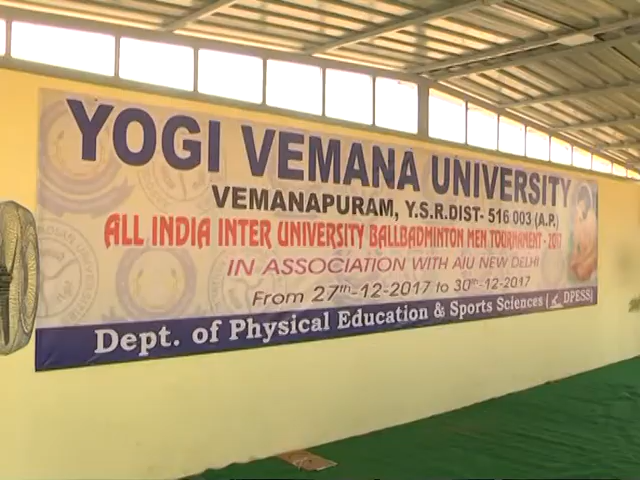 YOGI VEMANA UNIVERSITY
VEMANAPURAM, Y.S.R.DIST- 516 003 (A.P.)
ALL INDIA INTER UNIVERSITY BALLBADMINTON MEN TOURNAMENT - 2017
IN ASSOCIATION WITH AIU NEW DELHI
From 27th-12-2017 to 30th-12-2017
Dept. of Physical Education & Sports Sciences (DPESS)